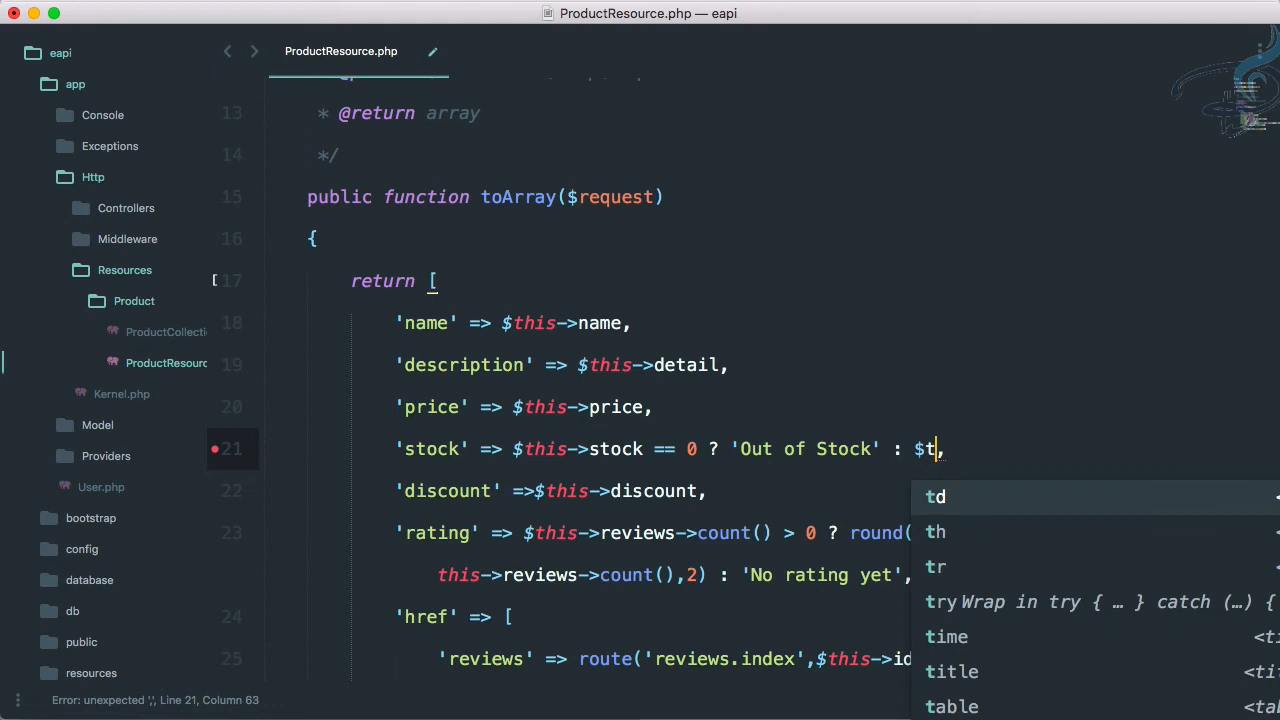 ProductResource.php — eapi
eapi
ProductResource.php
app
Console
Exceptions
Http
Controllers
Middleware
Resources
Product
ProductCollecti
ProductResourc
Kernel.php
Model
Providers
User.php
bootstrap
config
database
db
public
resources
13 * @return array
14 */
15 public function toArray($request)
16 {
[ 17 return [
18 'name' => $this->name,
19 'description' => $this->detail,
20 'price' => $this->price,
21 'stock' => $this->stock == 0 ? 'Out of Stock' : $t,
22 'discount' =>$this->discount,
23 'rating' => $this->reviews->count() > 0 ? round(
this->reviews->count(),2) : 'No rating yet',
24 'href' => [
25 'reviews' => route('reviews.index',$this->id
td <
th <
tr <
try Wrap in try { … } catch (…) {
time <ti
title <tit
table <ta
Error: unexpected ',', Line 21, Column 63